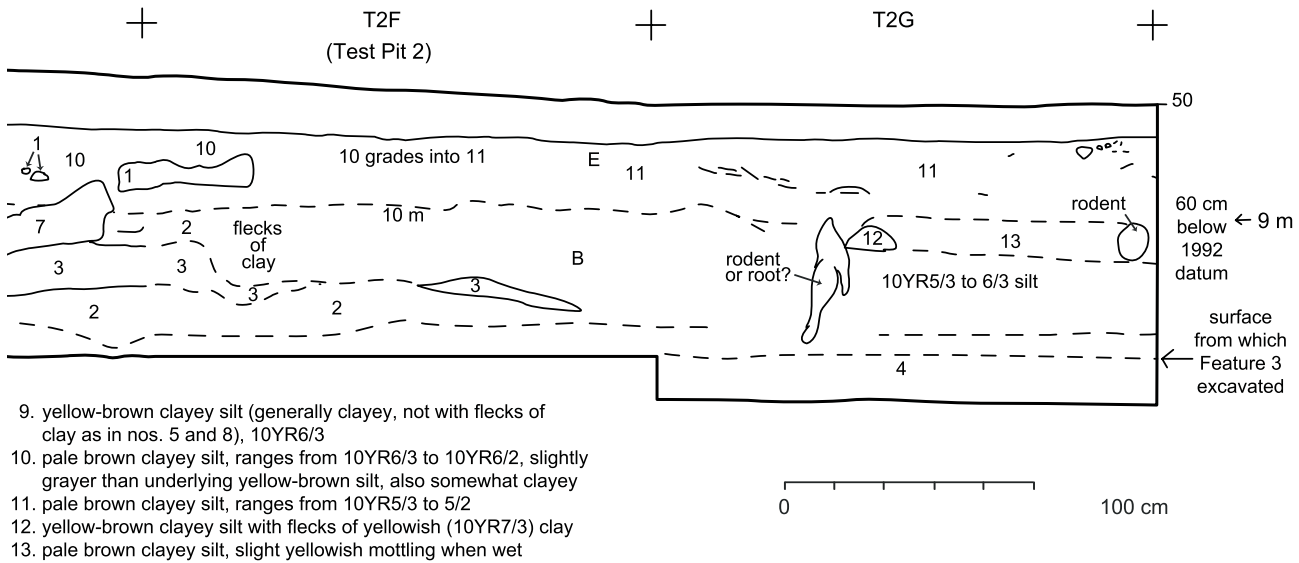 T2F
T2G
(Test Pit 2)
50
1
10
10
1
10 grades into 11
E
11
11
7
2
flecks
of
clay
10 m
B
3
3
3
3
2
2
rodent
or root?
12
13
rodent
10YR5/3 to 6/3 silt
4
60 cm
below
1992
datum
9 m
surface
from which
Feature 3
excavated
9. yellow-brown clayey silt (generally clayey, not with flecks of
clay as in nos. 5 and 8), 10YR6/3
10. pale brown clayey silt, ranges from 10YR6/3 to 10YR6/2, slightly
grayer than underlying yellow-brown silt, also somewhat clayey
11. pale brown clayey silt, ranges from 10YR5/3 to 5/2
12. yellow-brown clayey silt with flecks of yellowish (10YR7/3) clay
13. pale brown clayey silt, slight yellowish mottling when wet
0
100 cm